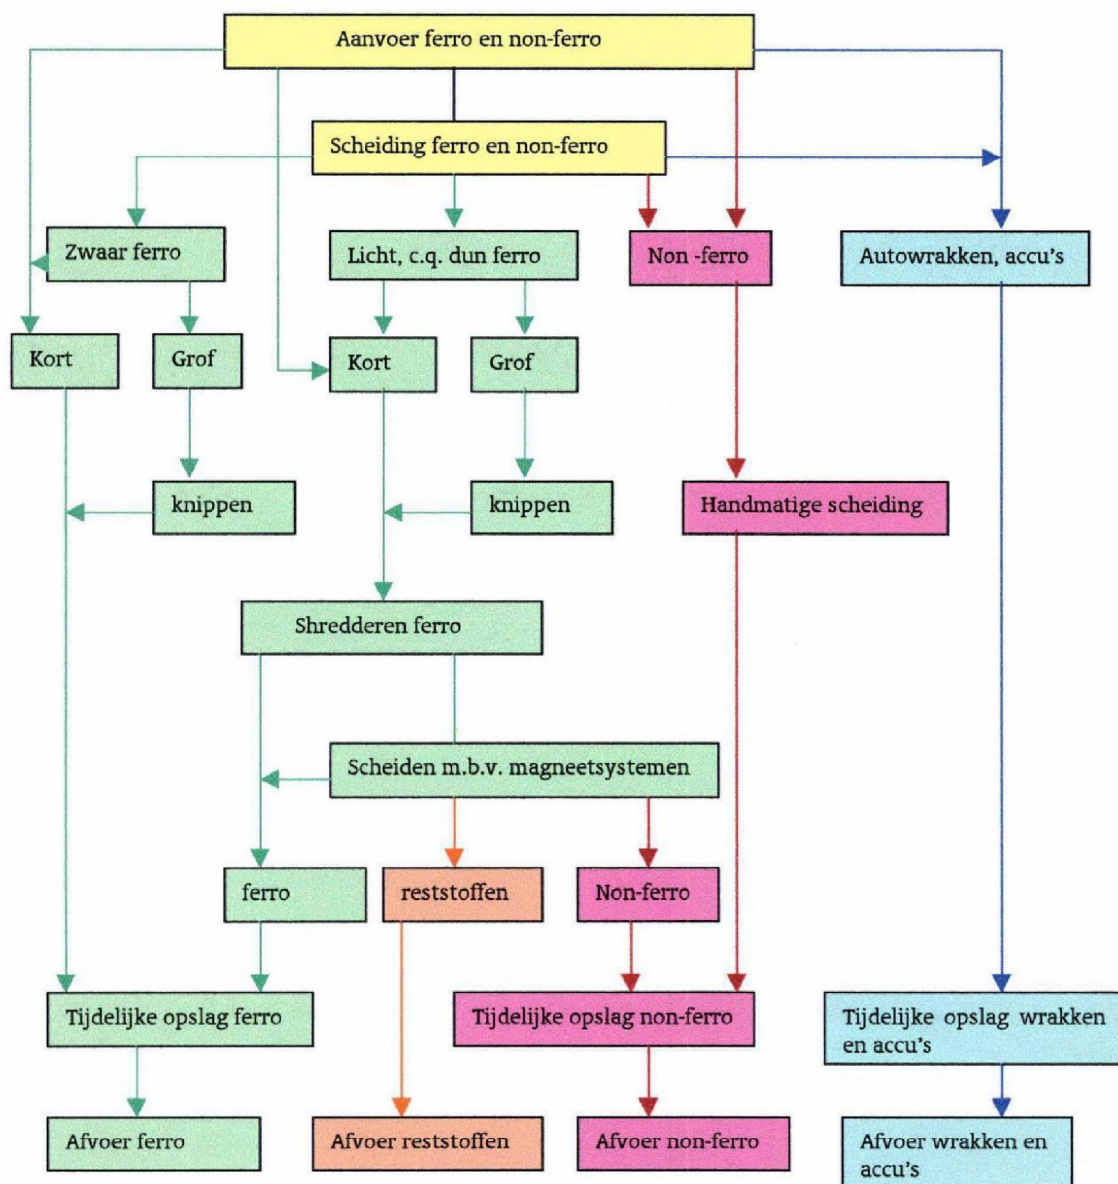 Aanvoer ferro en non-ferro
Scheiding ferro en non-ferro
Zwaar ferro
Licht, c.q. dun ferro
Non -ferro
Autowrakken, accu's
Kort
Grof
Kort
Grof
knippen
knippen
Handmatige scheiding
Shredderen ferro
Scheiden m.b.v. magneetsystemen
ferro
reststoffen
Non-ferro
Tijdelijke opslag ferro
Tijdelijke opslag non-ferro
Tijdelijke opslag wrakken
en accu's
Afvoer ferro
Afvoer reststoffen
Afvoer non-ferro
Afvoer wrakken en
accu's